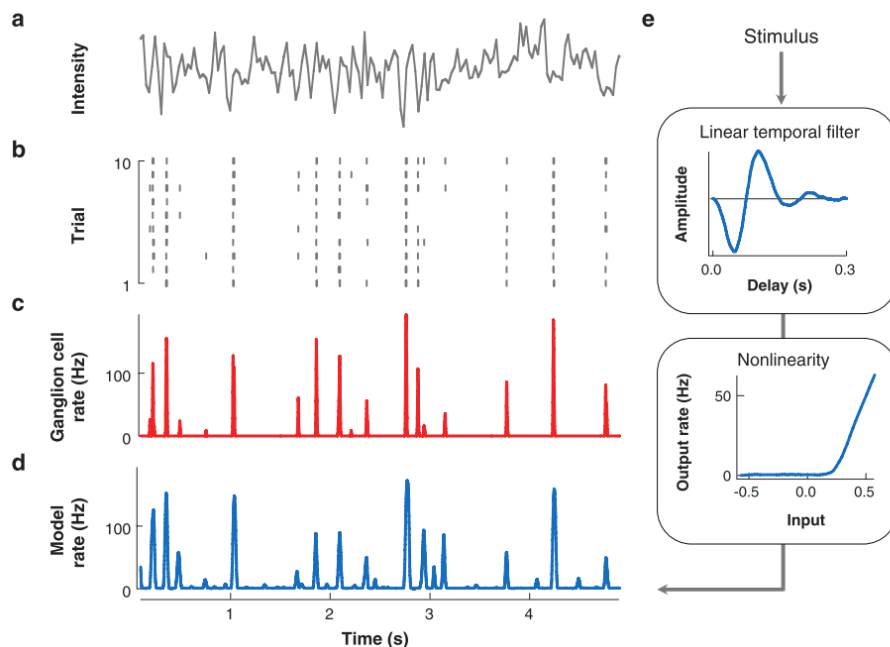 a
Intensity
b
10
Trial
1
c
Ganglion cell
rate (Hz)
100
0
d
Model
rate (Hz)
100
0
1
2
3
4
Time (s)
e
Stimulus
Linear temporal filter
Amplitude
0.0
0.3
Delay (s)
Nonlinearity
Output rate (Hz)
50
0
-0.5
0.0
0.5
Input